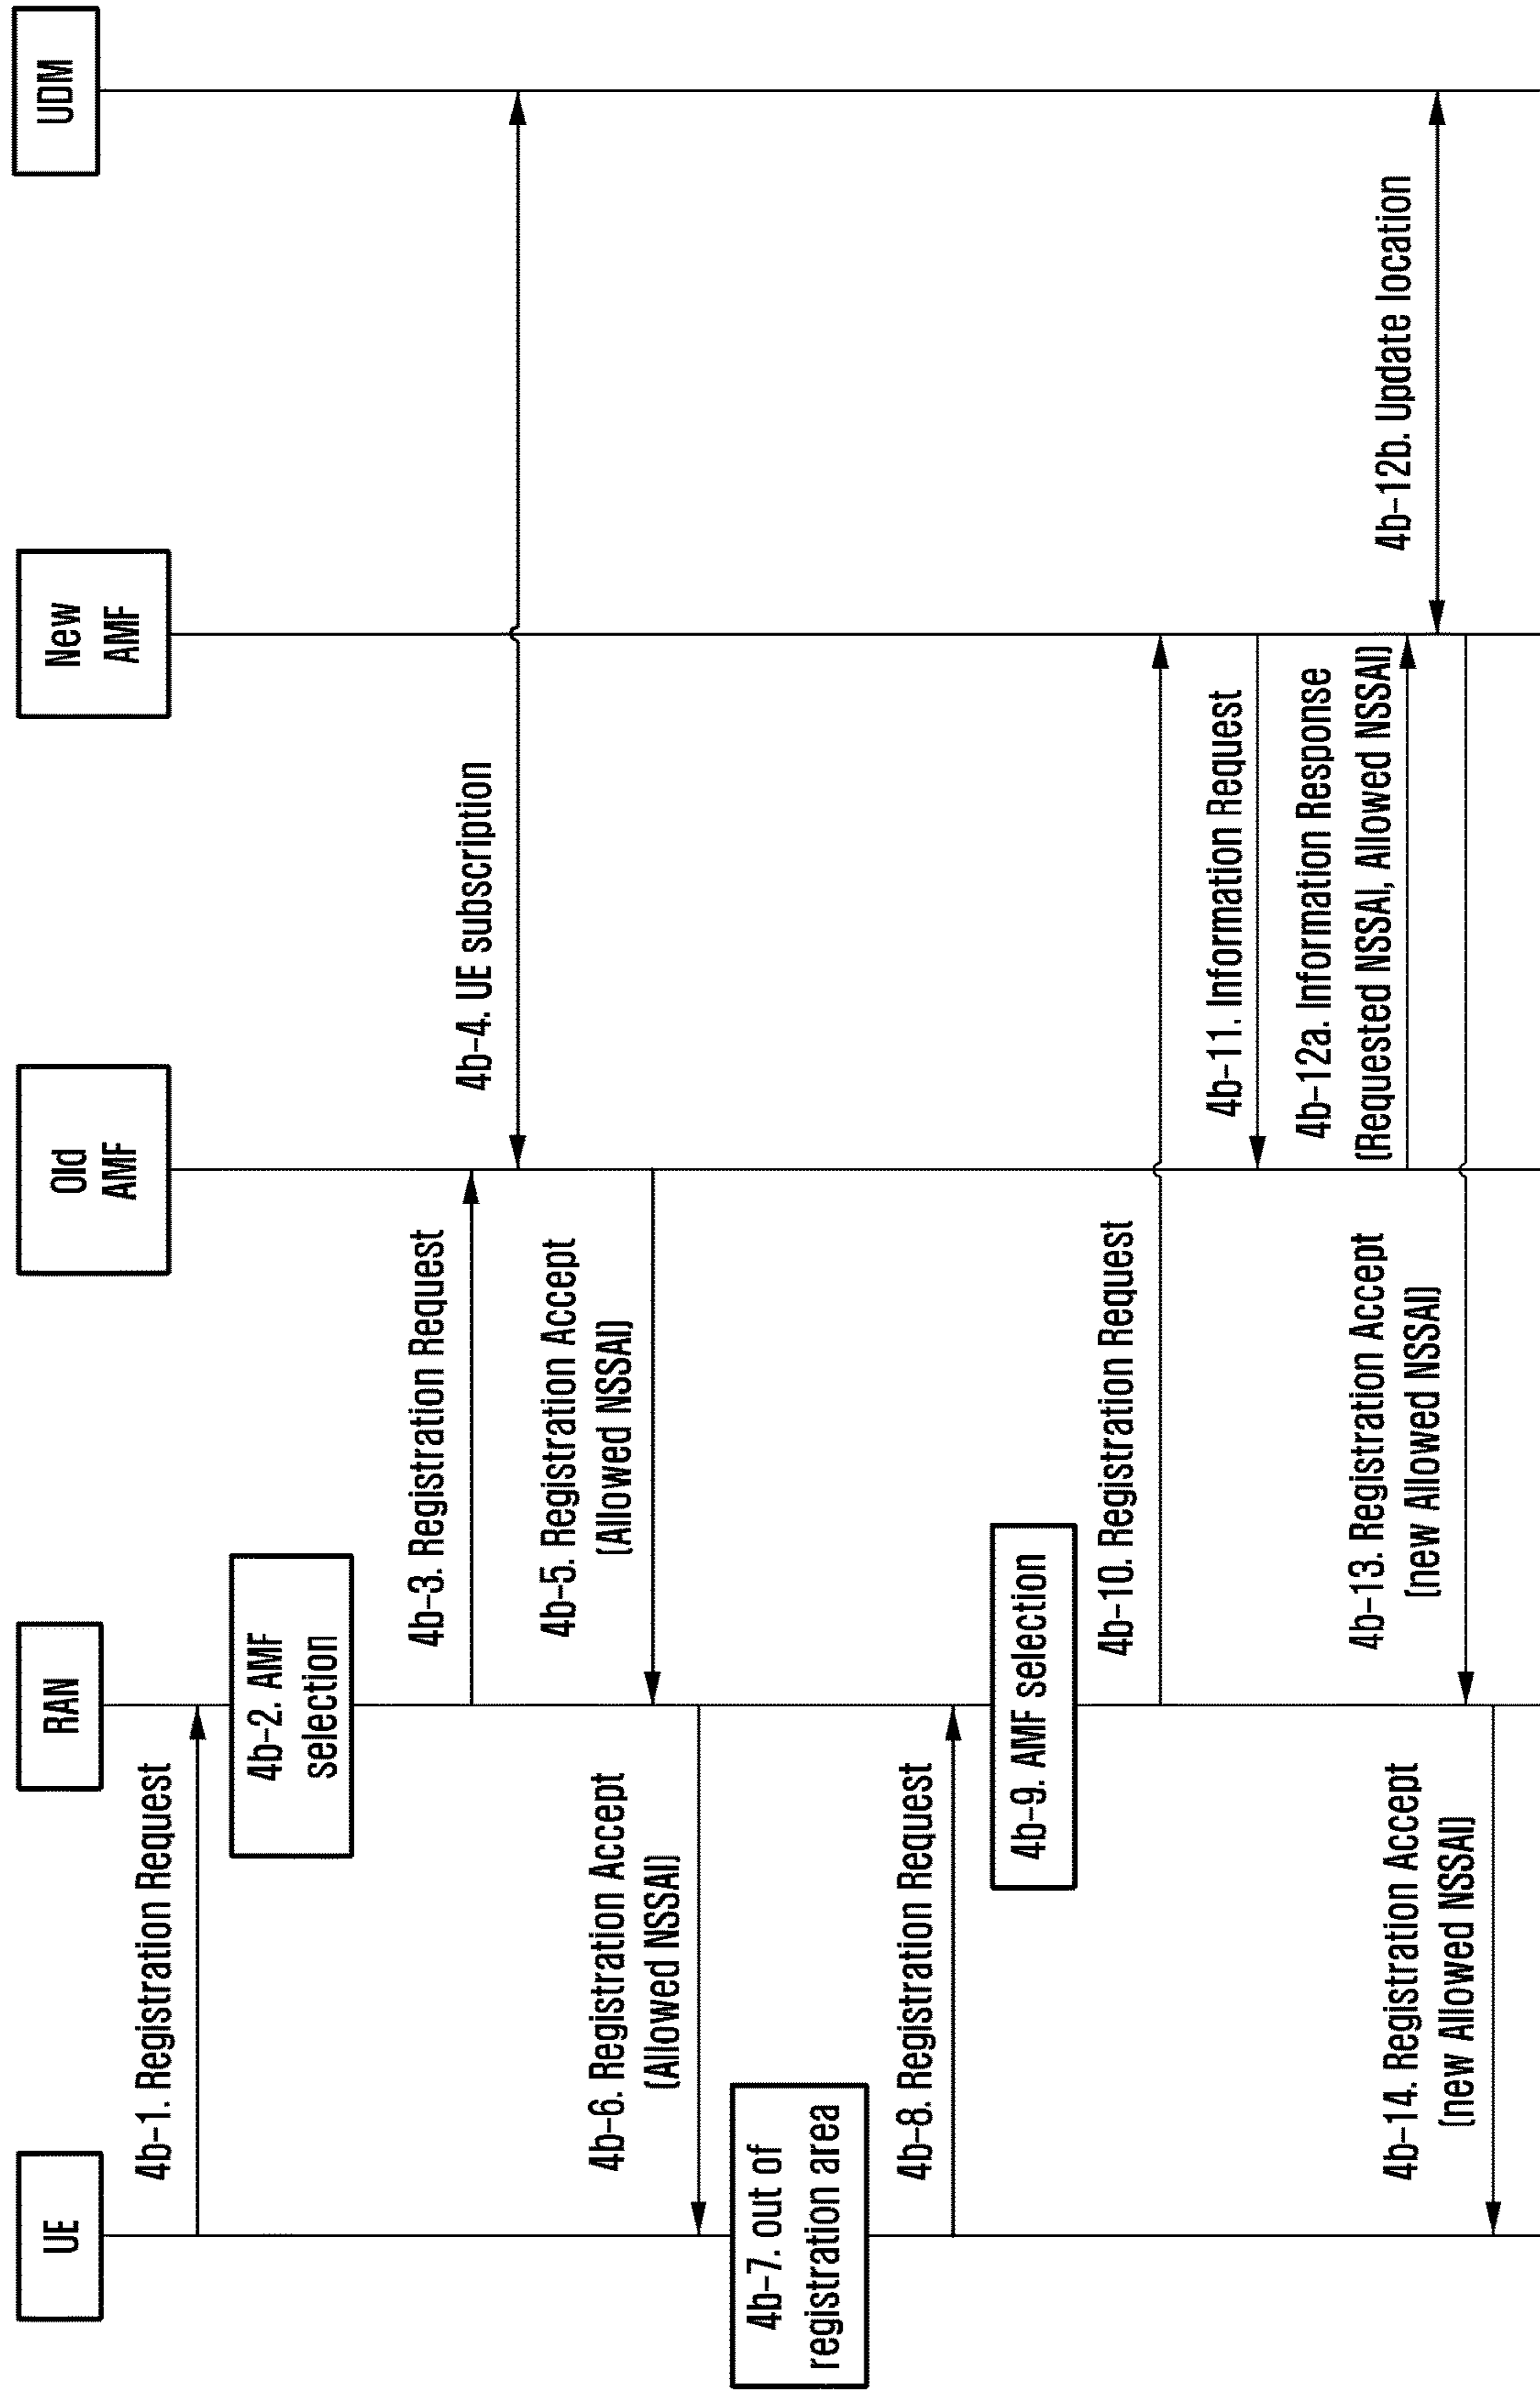 UE
RAN
Old
AMF
New
AMF
UDM
4b-1. Registration Request
4b-2. AMF
selection
4b-3. Registration Request
4b-4. UE subscription
4b-5. Registration Accept
(Allowed NSSAI)
4b-6. Registration Accept
(Allowed NSSAI)
4b-7. out of
registration area
4b-8. Registration Request
4b-9. AMF selection
4b-10. Registration Request
4b-11. Information Request
4b-12a. Information Response
(Requested NSSAI, Allowed NSSAI)
4b-12b. Update location
4b-13. Registration Accept
(new Allowed NSSAI)
4b-14. Registration Accept
(new Allowed NSSAI)